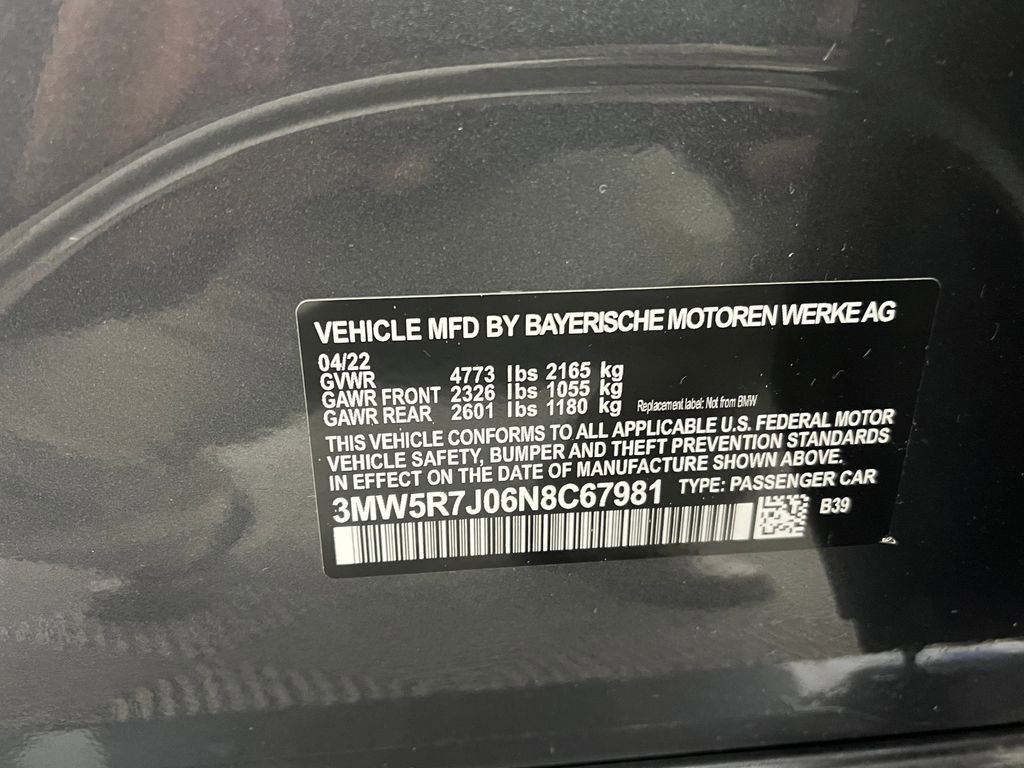 VEHICLE MFD BY BAYERISCHE MOTOREN WERKE AG
04/22
GVWR 4773 lbs 2165 kg
GAWR FRONT 2326 lbs 1055 kg
GAWR REAR 2601 lbs 1180 kg Replacement label: Not from BMW
THIS VEHICLE CONFORMS TO ALL APPLICABLE U.S. FEDERAL MOTOR
VEHICLE SAFETY, BUMPER AND THEFT PREVENTION STANDARDS
IN EFFECT ON THE DATE OF MANUFACTURE SHOWN ABOVE.
3MW5R7J06N8C67981 TYPE: PASSENGER CAR
B39